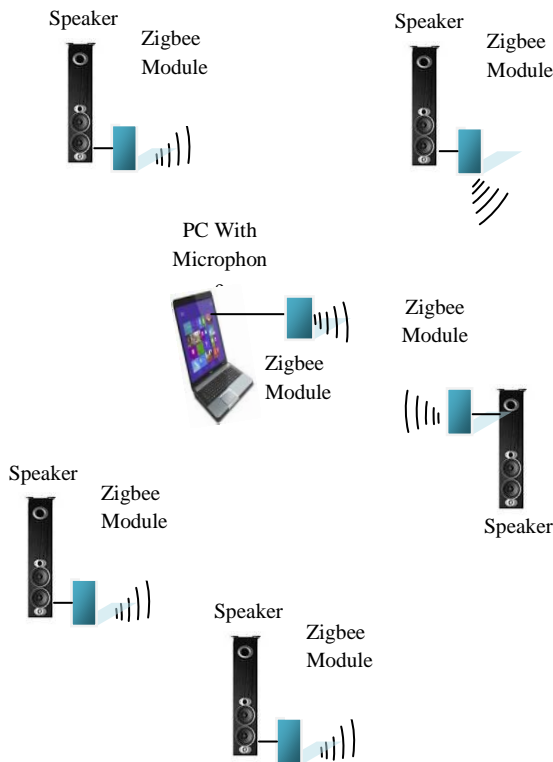 Speaker
Zigbee
Module
Speaker
Zigbee
Module
PC With
Microphon
Zigbee
Module
Zigbee
Module
Speaker
Speaker
Zigbee
Module
Speaker
Zigbee
Module